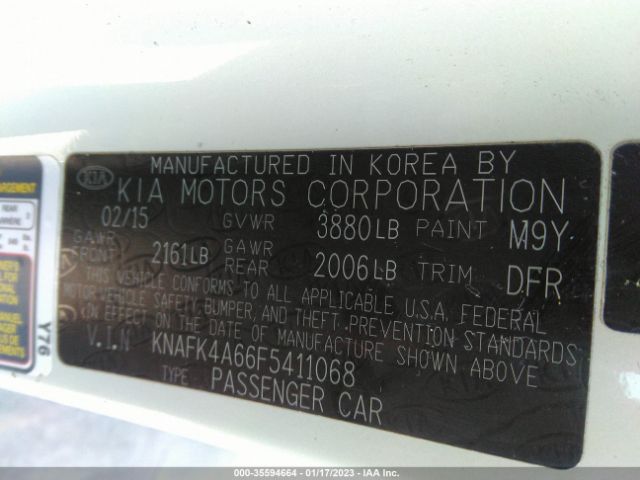 MANUFACTURED IN KOREA BY
KIA KIA MOTORS CORPORATION
02/15 GVWR 3880LB PAINT M9Y
GAWR FRONT 2161LB GAWR REAR 2006LB TRIM DFR
THIS VEHICLE CONFORMS TO ALL APPLICABLE U.S.A. FEDERAL
MOTOR VEHICLE SAFETY, BUMPER, AND THEFT PREVENTION STANDARDS
IN EFFECT ON THE DATE OF MANUFACTURE SHOWN ABOVE
V.I.N KNAFK4A66F5411068
TYPE: PASSENGER CAR
Y76
REAR
000-35594664 - 01/17/2023 - IAA Inc.